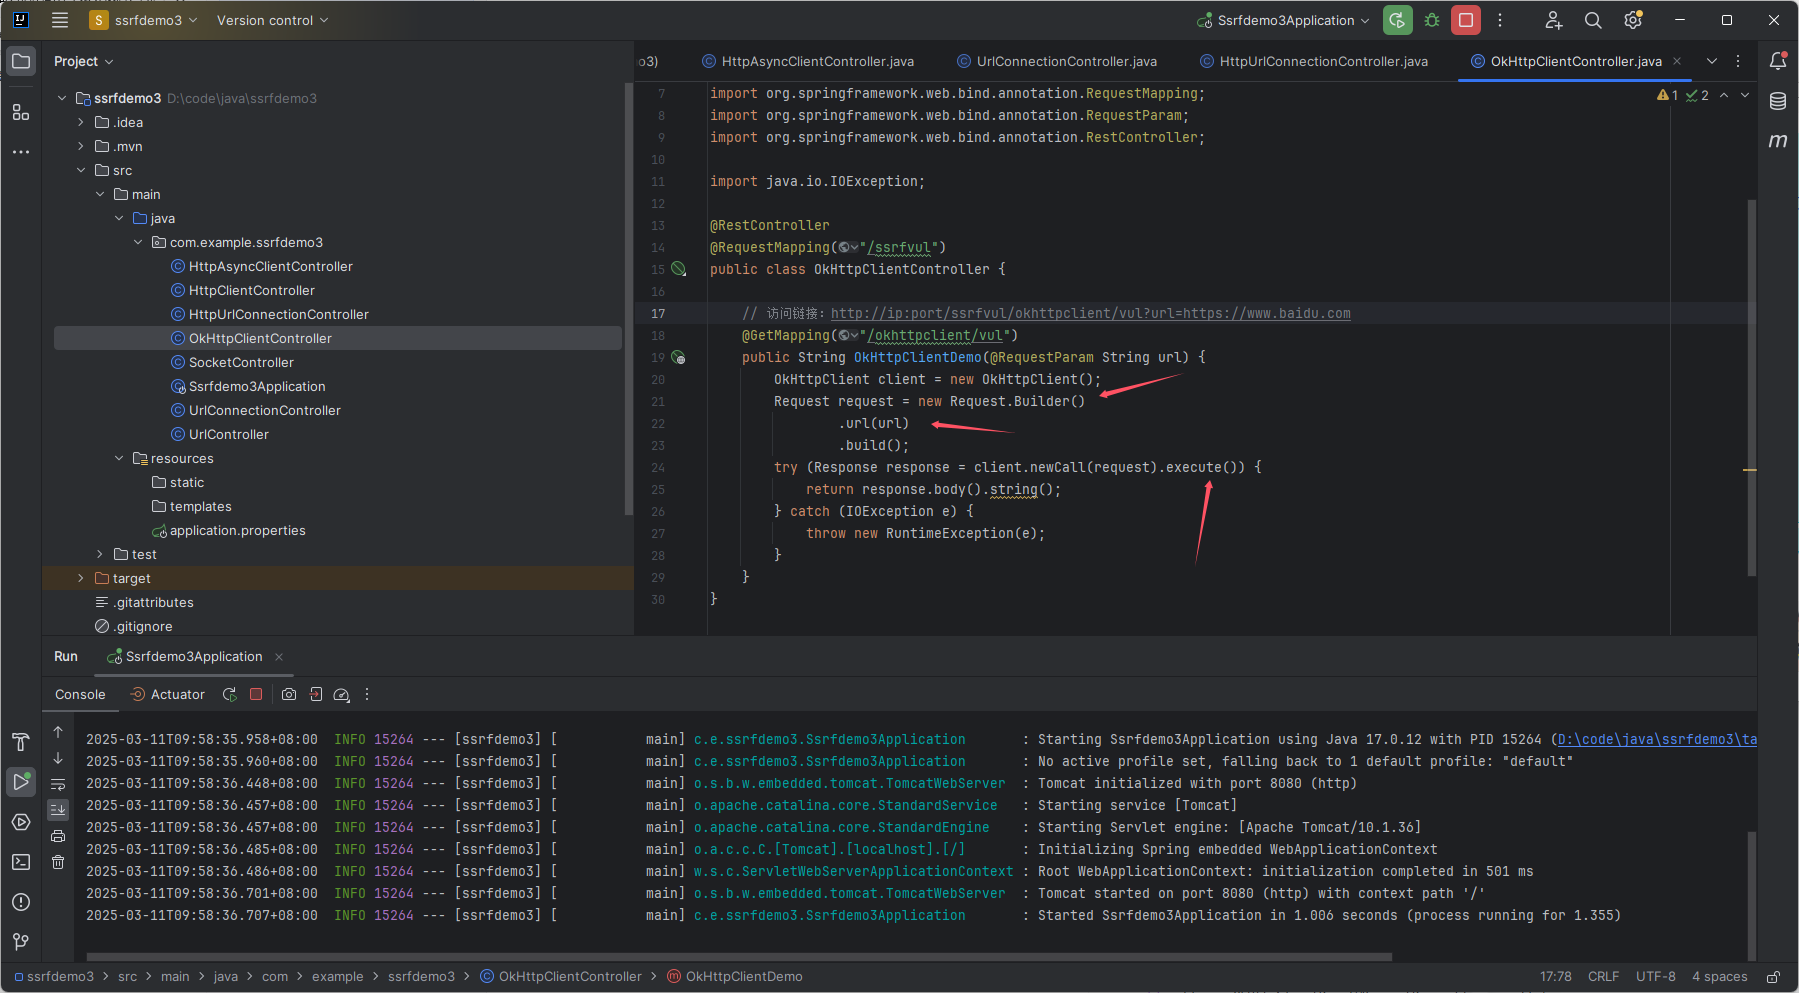 ssrfdemo3
Version control
Ssrfdemo3Application
Project
o3)
HttpAsyncClientController.java
UrlConnectionController.java
HttpUrlConnectionController.java
OkHttpClientController.java
ssrfdemo3 D:\code\java\ssrfdemo3
.idea
.mvn
src
main
java
com.example.ssrfdemo3
HttpAsyncClientController
HttpClientController
HttpUrlConnectionController
OkHttpClientController
SocketController
Ssrfdemo3Application
UrlConnectionController
UrlController
resources
static
templates
application.properties
test
target
.gitattributes
.gitignore
1 2
7 import org.springframework.web.bind.annotation.RequestMapping;
8 import org.springframework.web.bind.annotation.RequestParam;
9 import org.springframework.web.bind.annotation.RestController;
10
11 import java.io.IOException;
12
13 @RestController
14 @RequestMapping("/ssrfvul")
15 public class OkHttpClientController {
16
17 // 访问链接：http://ip:port/ssrfvul/okhttpclient/vul?url=https://www.baidu.com
18 @GetMapping("/okhttpclient/vul")
19 public String OkHttpClientDemo(@RequestParam String url) {
20 OkHttpClient client = new OkHttpClient();
21 Request request = new Request.Builder()
22 .url(url)
23 .build();
24 try (Response response = client.newCall(request).execute()) {
25 return response.body().string();
26 } catch (IOException e) {
27 throw new RuntimeException(e);
28 }
29 }
30 }
Run Ssrfdemo3Application
Console Actuator
2025-03-11T09:58:35.958+08:00 INFO 15264 --- [ssrfdemo3] [ main] c.e.ssrfdemo3.Ssrfdemo3Application : Starting Ssrfdemo3Application using Java 17.0.12 with PID 15264 (D:\code\java\ssrfdemo3\ta
2025-03-11T09:58:35.960+08:00 INFO 15264 --- [ssrfdemo3] [ main] c.e.ssrfdemo3.Ssrfdemo3Application : No active profile set, falling back to 1 default profile: "default"
2025-03-11T09:58:36.448+08:00 INFO 15264 --- [ssrfdemo3] [ main] o.s.b.w.embedded.tomcat.TomcatWebServer : Tomcat initialized with port 8080 (http)
2025-03-11T09:58:36.457+08:00 INFO 15264 --- [ssrfdemo3] [ main] o.apache.catalina.core.StandardService : Starting service [Tomcat]
2025-03-11T09:58:36.457+08:00 INFO 15264 --- [ssrfdemo3] [ main] o.apache.catalina.core.StandardEngine : Starting Servlet engine: [Apache Tomcat/10.1.36]
2025-03-11T09:58:36.485+08:00 INFO 15264 --- [ssrfdemo3] [ main] o.a.c.c.C.[Tomcat].[localhost].[/] : Initializing Spring embedded WebApplicationContext
2025-03-11T09:58:36.486+08:00 INFO 15264 --- [ssrfdemo3] [ main] w.s.c.ServletWebServerApplicationContext : Root WebApplicationContext: initialization completed in 501 ms
2025-03-11T09:58:36.701+08:00 INFO 15264 --- [ssrfdemo3] [ main] o.s.b.w.embedded.tomcat.TomcatWebServer : Tomcat started on port 8080 (http) with context path '/'
2025-03-11T09:58:36.707+08:00 INFO 15264 --- [ssrfdemo3] [ main] c.e.ssrfdemo3.Ssrfdemo3Application : Started Ssrfdemo3Application in 1.006 seconds (process running for 1.355)
ssrfdemo3 > src > main > java > com > example > ssrfdemo3 > OkHttpClientController > OkHttpClientDemo
17:78 CRLF UTF-8 4 spaces